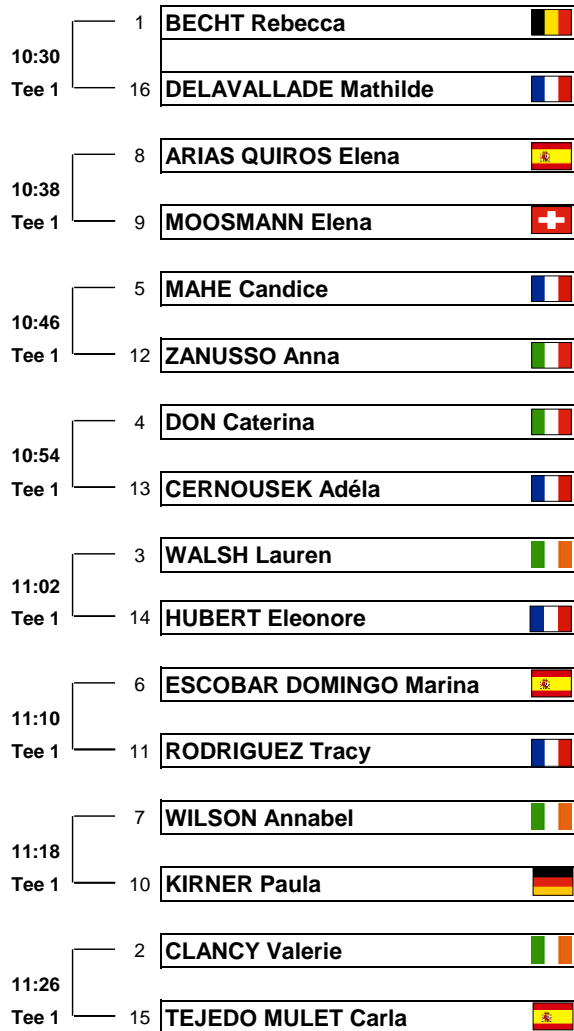 1 BECHT Rebecca
10:30
Tee 1
16 DELAVALLADE Mathilde
8 ARIAS QUIROS Elena
10:38
Tee 1
9 MOOSMANN Elena
5 MAHE Candice
10:46
Tee 1
12 ZANUSSO Anna
4 DON Caterina
10:54
Tee 1
13 CERNOUSEK Adéla
3 WALSH Lauren
11:02
Tee 1
14 HUBERT Eleonore
6 ESCOBAR DOMINGO Marina
11:10
Tee 1
11 RODRIGUEZ Tracy
7 WILSON Annabel
11:18
Tee 1
10 KIRNER Paula
2 CLANCY Valerie
11:26
Tee 1
15 TEJEDO MULET Carla